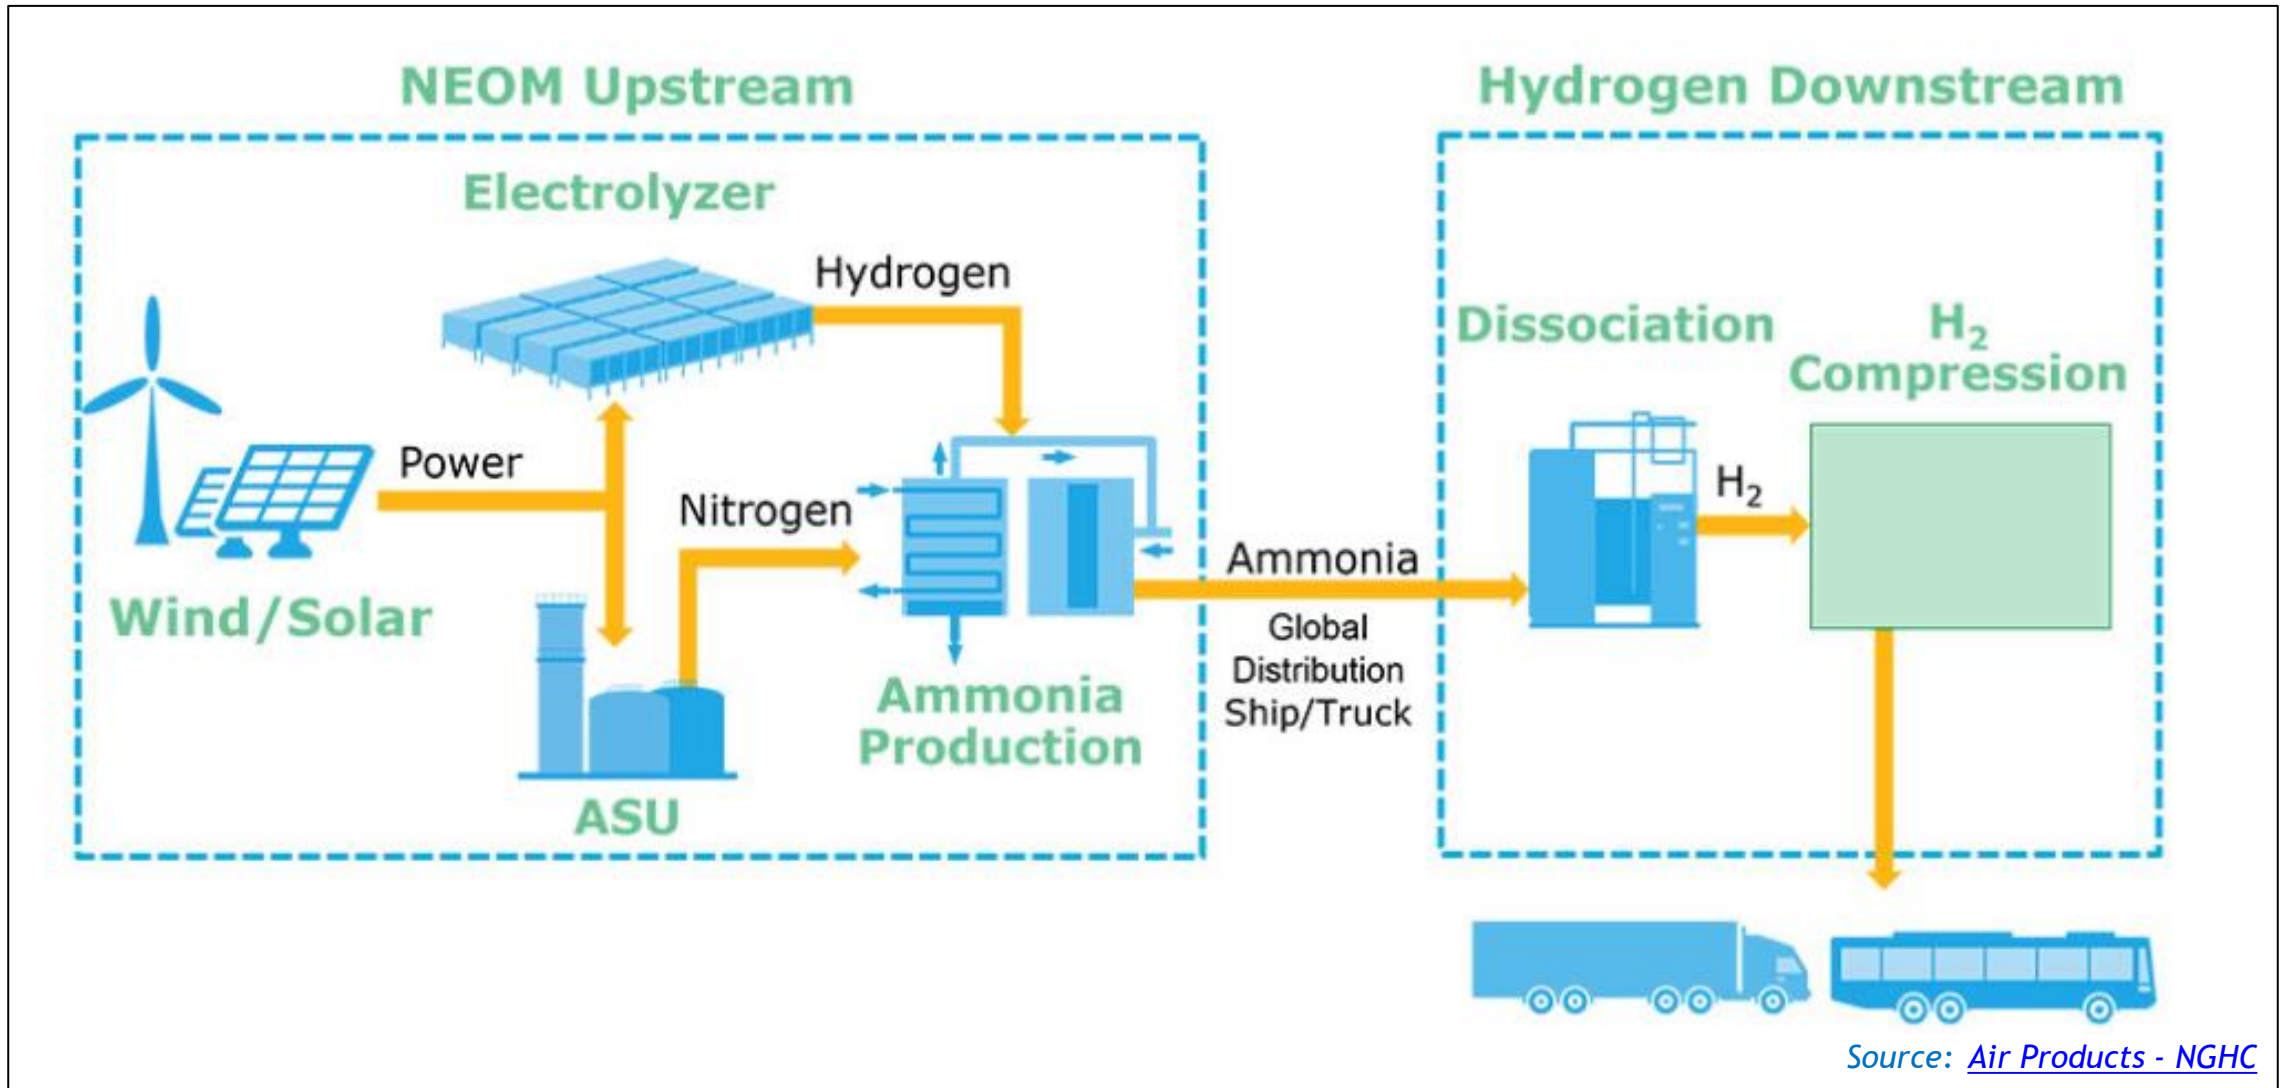 NEOM Upstream
Electrolyzer
Hydrogen
Power
Wind/Solar
Nitrogen
ASU
Ammonia
Production
Ammonia
Global
Distribution
Ship/Truck
Hydrogen Downstream
Dissociation
H₂
H₂
Compression
Source: Air Products - NGHC